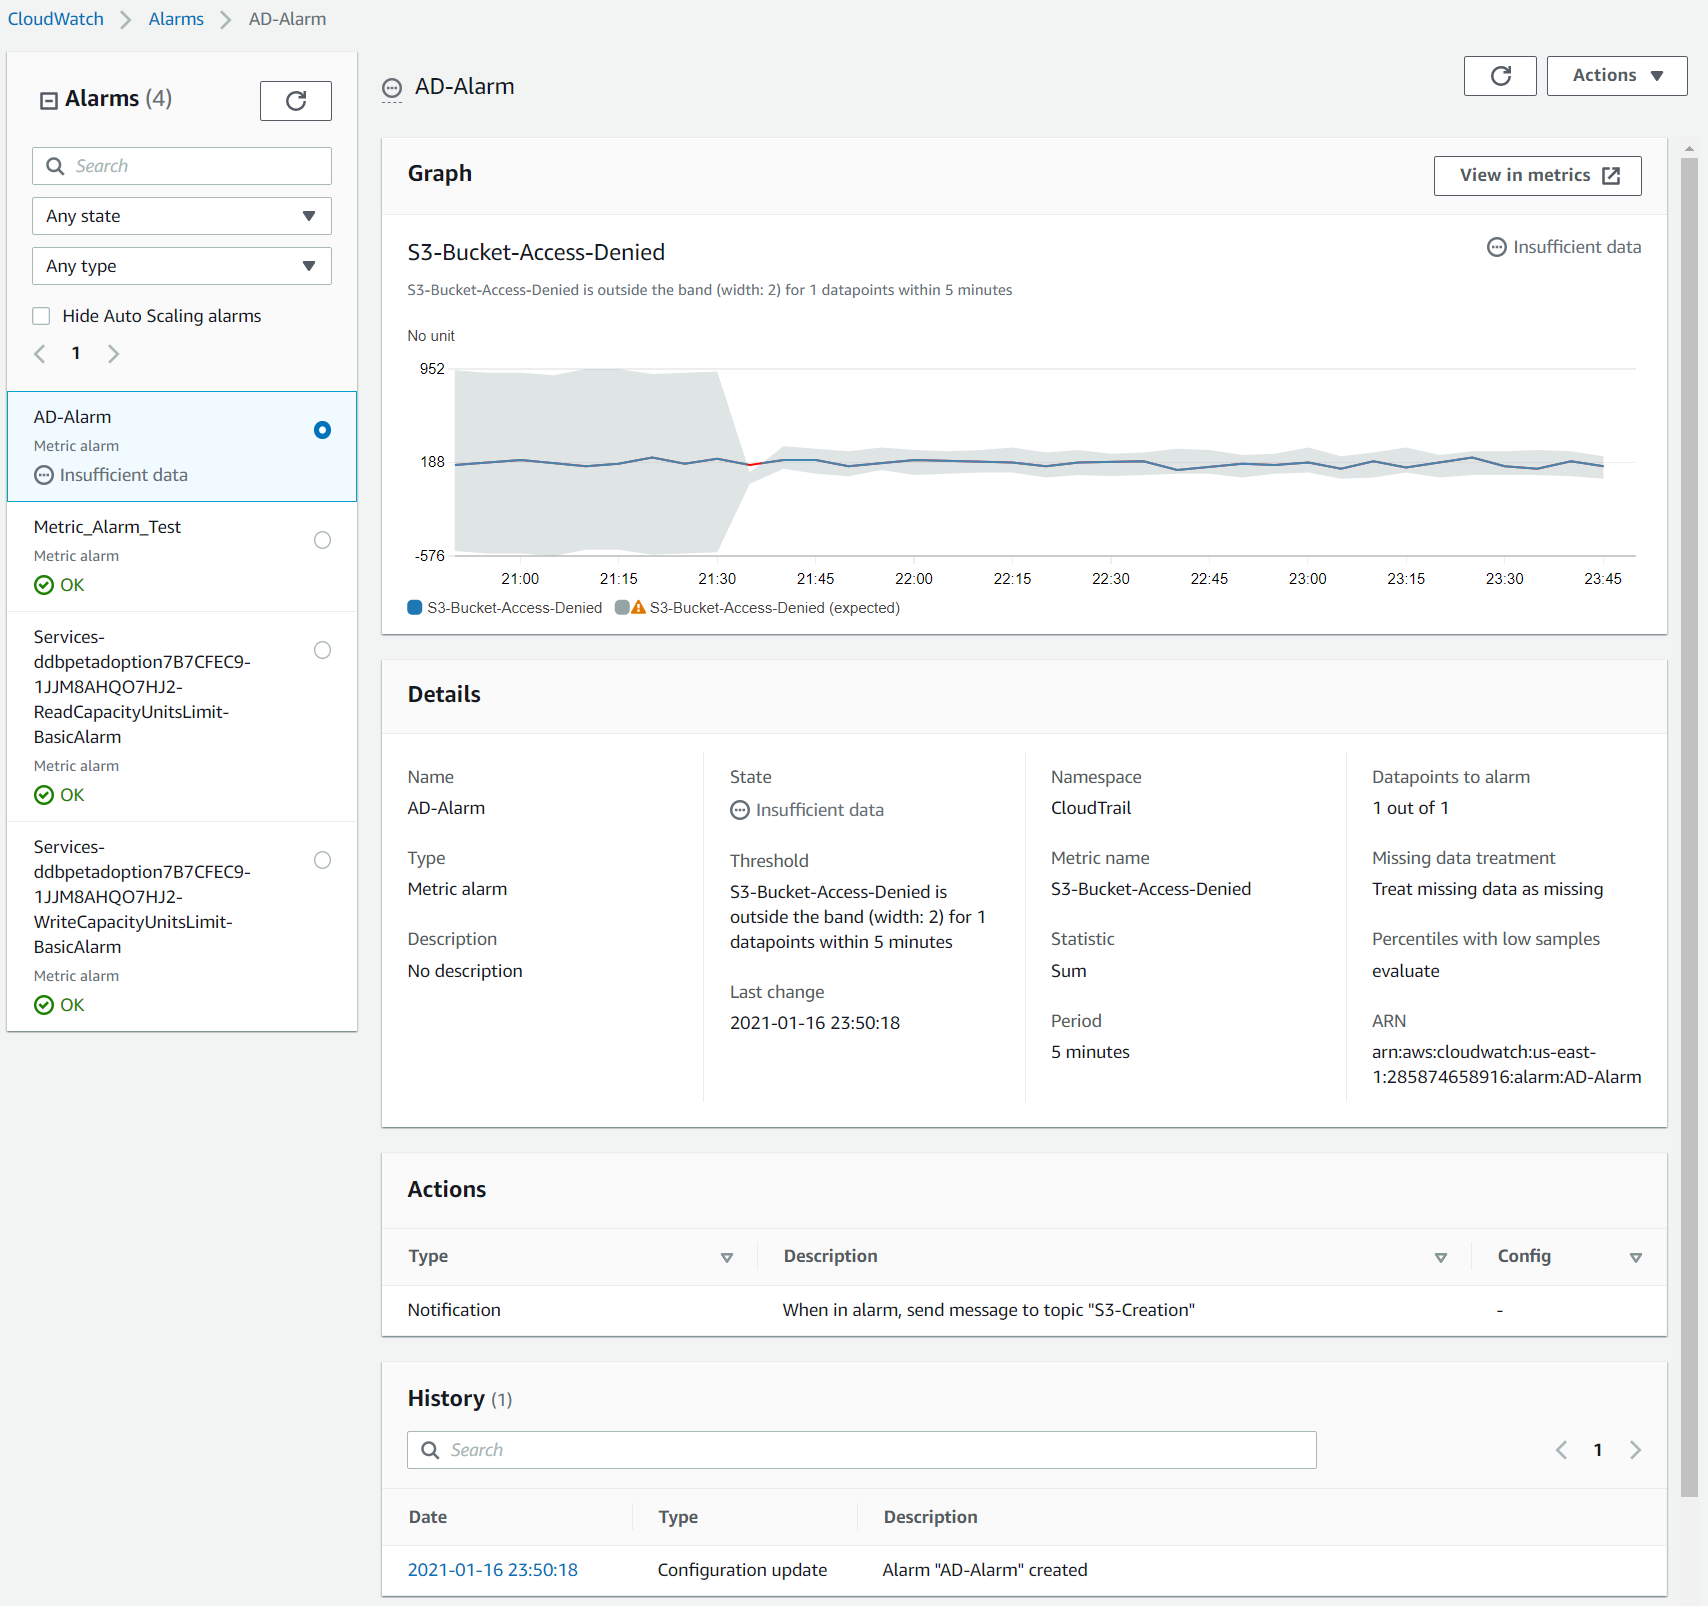 CloudWatch > Alarms > AD-Alarm
Alarms (4)
Search
Any state
Any type
Hide Auto Scaling alarms
1
AD-Alarm
Metric alarm
Insufficient data
Metric_Alarm_Test
Metric alarm
OK
Services-
ddbpetadoption7B7CFEC9-
1JJM8AHQO7HJ2-
ReadCapacityUnitsLimit-
BasicAlarm
Metric alarm
OK
Services-
ddbpetadoption7B7CFEC9-
1JJM8AHQO7HJ2-
WriteCapacityUnitsLimit-
BasicAlarm
Metric alarm
OK
AD-Alarm
Actions
Graph
View in metrics
S3-Bucket-Access-Denied
Insufficient data
S3-Bucket-Access-Denied is outside the band (width: 2) for 1 datapoints within 5 minutes
No unit
952
188
-576
21:00 21:15 21:30 21:45 22:00 22:15 22:30 22:45 23:00 23:15 23:30 23:45
S3-Bucket-Access-Denied S3-Bucket-Access-Denied (expected)
Details
Name
AD-Alarm
Type
Metric alarm
Description
No description
State
Insufficient data
Threshold
S3-Bucket-Access-Denied is
outside the band (width: 2) for 1
datapoints within 5 minutes
Last change
2021-01-16 23:50:18
Namespace
CloudTrail
Metric name
S3-Bucket-Access-Denied
Statistic
Sum
Period
5 minutes
Datapoints to alarm
1 out of 1
Missing data treatment
Treat missing data as missing
Percentiles with low samples
evaluate
ARN
arn:aws:cloudwatch:us-east-
1:285874658916:alarm:AD-Alarm
Actions
Type Description Config
Notification When in alarm, send message to topic "S3-Creation" -
History (1)
Search
1
Date Type Description
2021-01-16 23:50:18 Configuration update Alarm "AD-Alarm" created